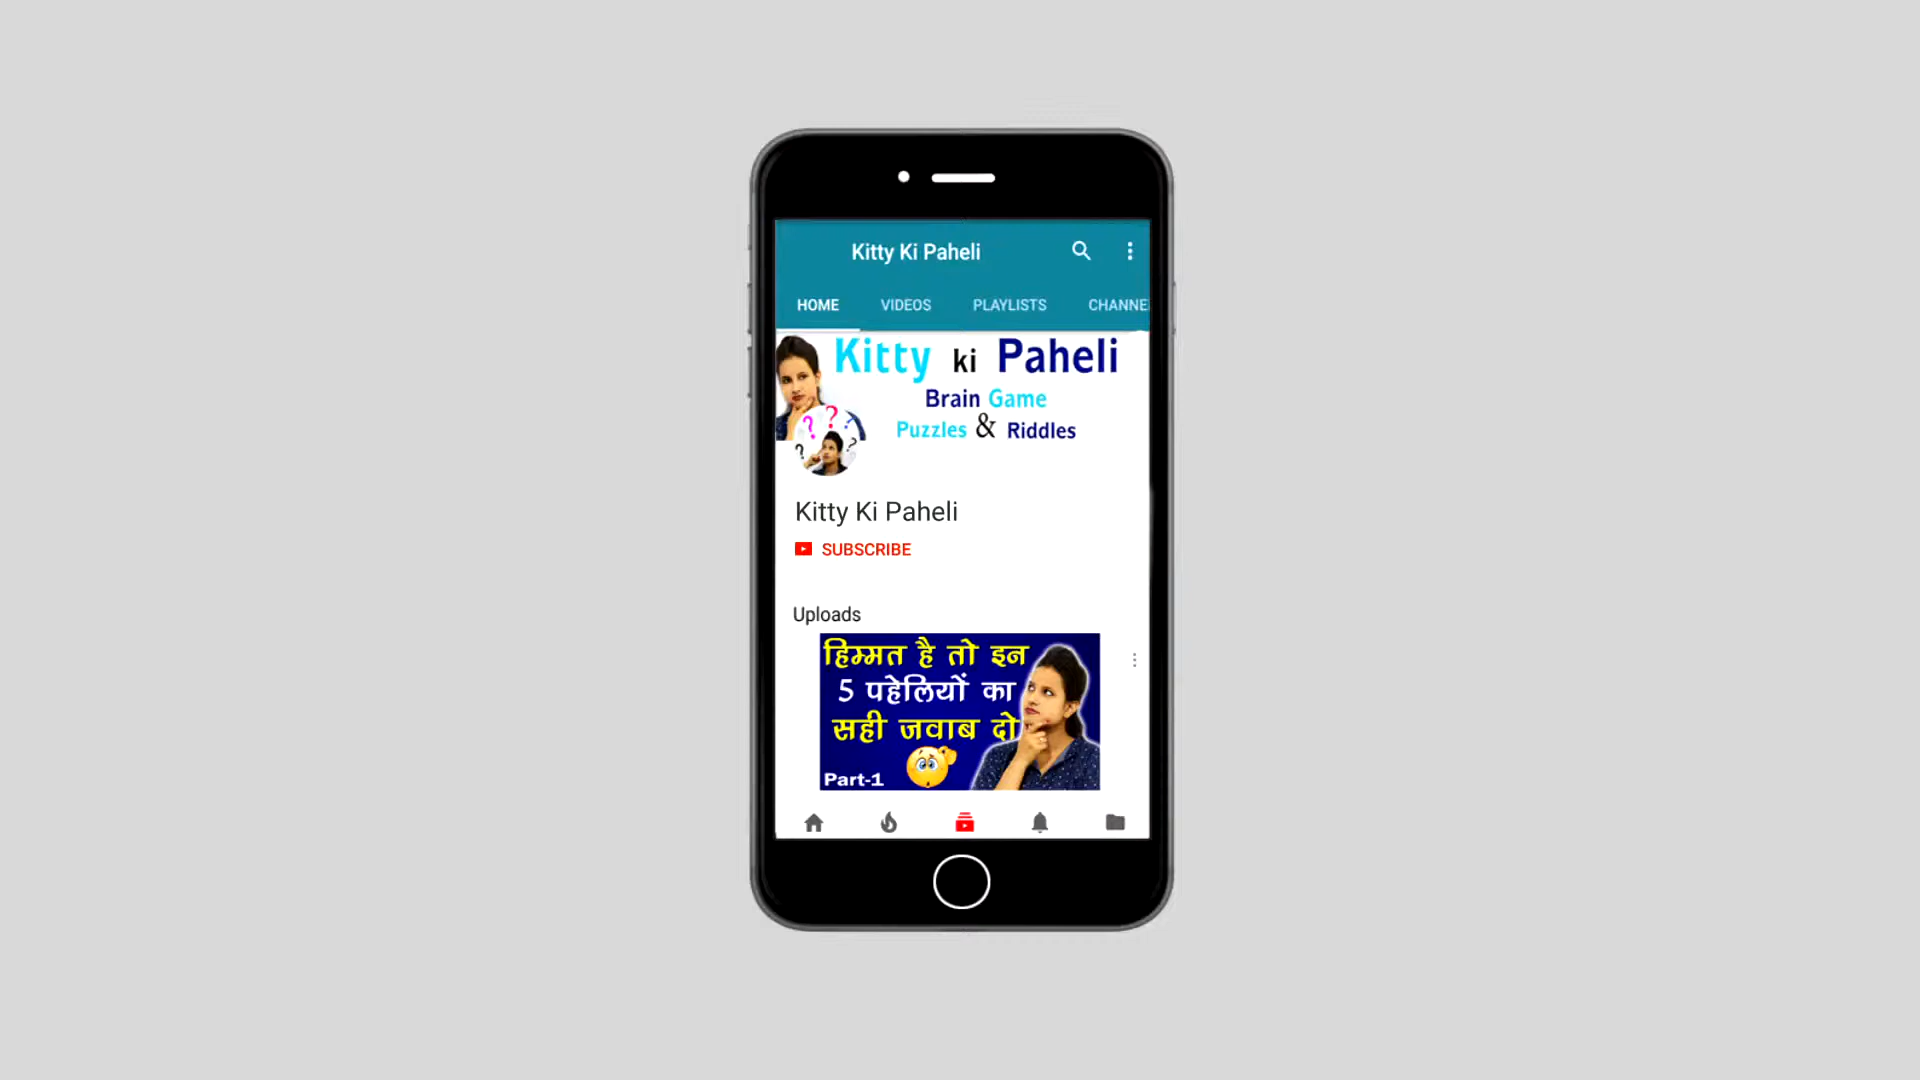 Kitty Ki Paheli
HOME VIDEOS PLAYLISTS CHANNE
Kitty ki Paheli
Brain Game
Puzzles & Riddles
Kitty Ki Paheli
SUBSCRIBE
Uploads
हिम्मत है तो इन
5 पहेलियों का
सही जवाब दो
Part-1